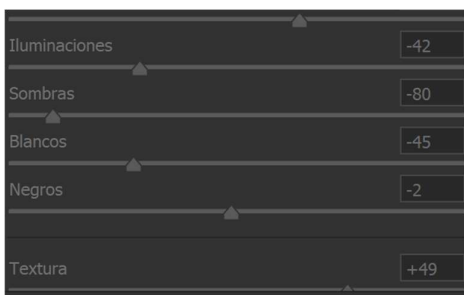 Iluminaciones -42
Sombras -80
Blancos -45
Negros -2
Textura +49